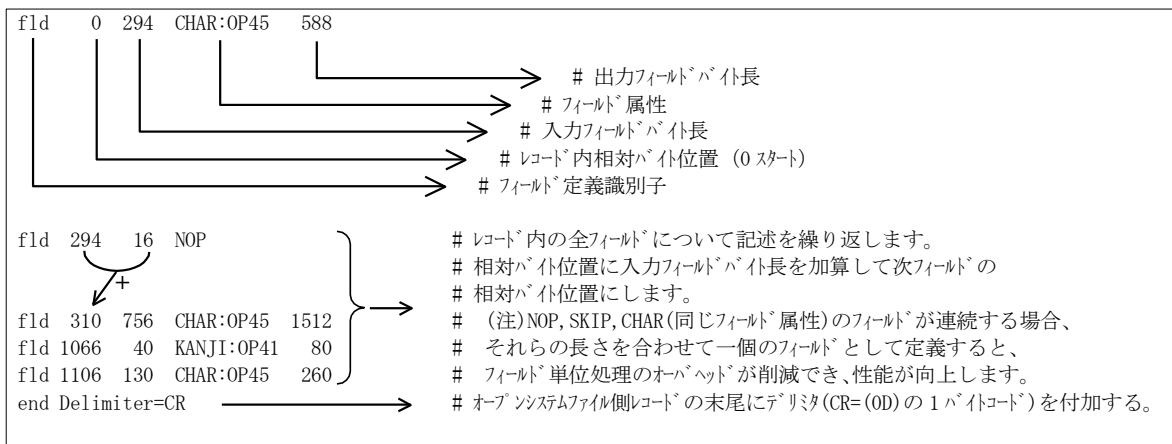 fld 0 294 CHAR:OP45 588
# 出力ﾌｨｰﾙﾄﾞﾊﾞｲﾄ長
# ﾌｨｰﾙﾄﾞ属性
# 入力ﾌｨｰﾙﾄﾞﾊﾞｲﾄ長
# ﾚｺｰﾄﾞ内相対ﾊﾞｲﾄ位置 (0 ｽﾀｰﾄ)
# ﾌｨｰﾙﾄﾞ定義識別子
fld 294 16 NOP # ﾚｺｰﾄﾞ内の全ﾌｨｰﾙﾄﾞについて記述を繰り返します。
# 相対ﾊﾞｲﾄ位置に入力ﾌｨｰﾙﾄﾞﾊﾞｲﾄ長を加算して次ﾌｨｰﾙﾄﾞの
+ # 相対ﾊﾞｲﾄ位置にします。
fld 310 756 CHAR:OP45 1512 # (注)NOP,SKIP,CHAR(同じﾌｨｰﾙﾄﾞ属性)のﾌｨｰﾙﾄﾞが連続する場合、
fld 1066 40 KANJI:OP41 80 # それらの長さを合わせて一個のﾌｨｰﾙﾄﾞとして定義すると、
fld 1106 130 CHAR:OP45 260 # ﾌｨｰﾙﾄﾞ単位処理のｵｰﾊﾞﾍｯﾄﾞが削減でき、性能が向上します。
end Delimiter=CR # ｵｰﾌﾟﾝｼｽﾃﾑﾌｧｲﾙ側ﾚｺｰﾄﾞの末尾にﾃﾞﾘﾐﾀ(CR=(0D)の1ﾊﾞｲﾄｺｰﾄﾞ)を付加する。